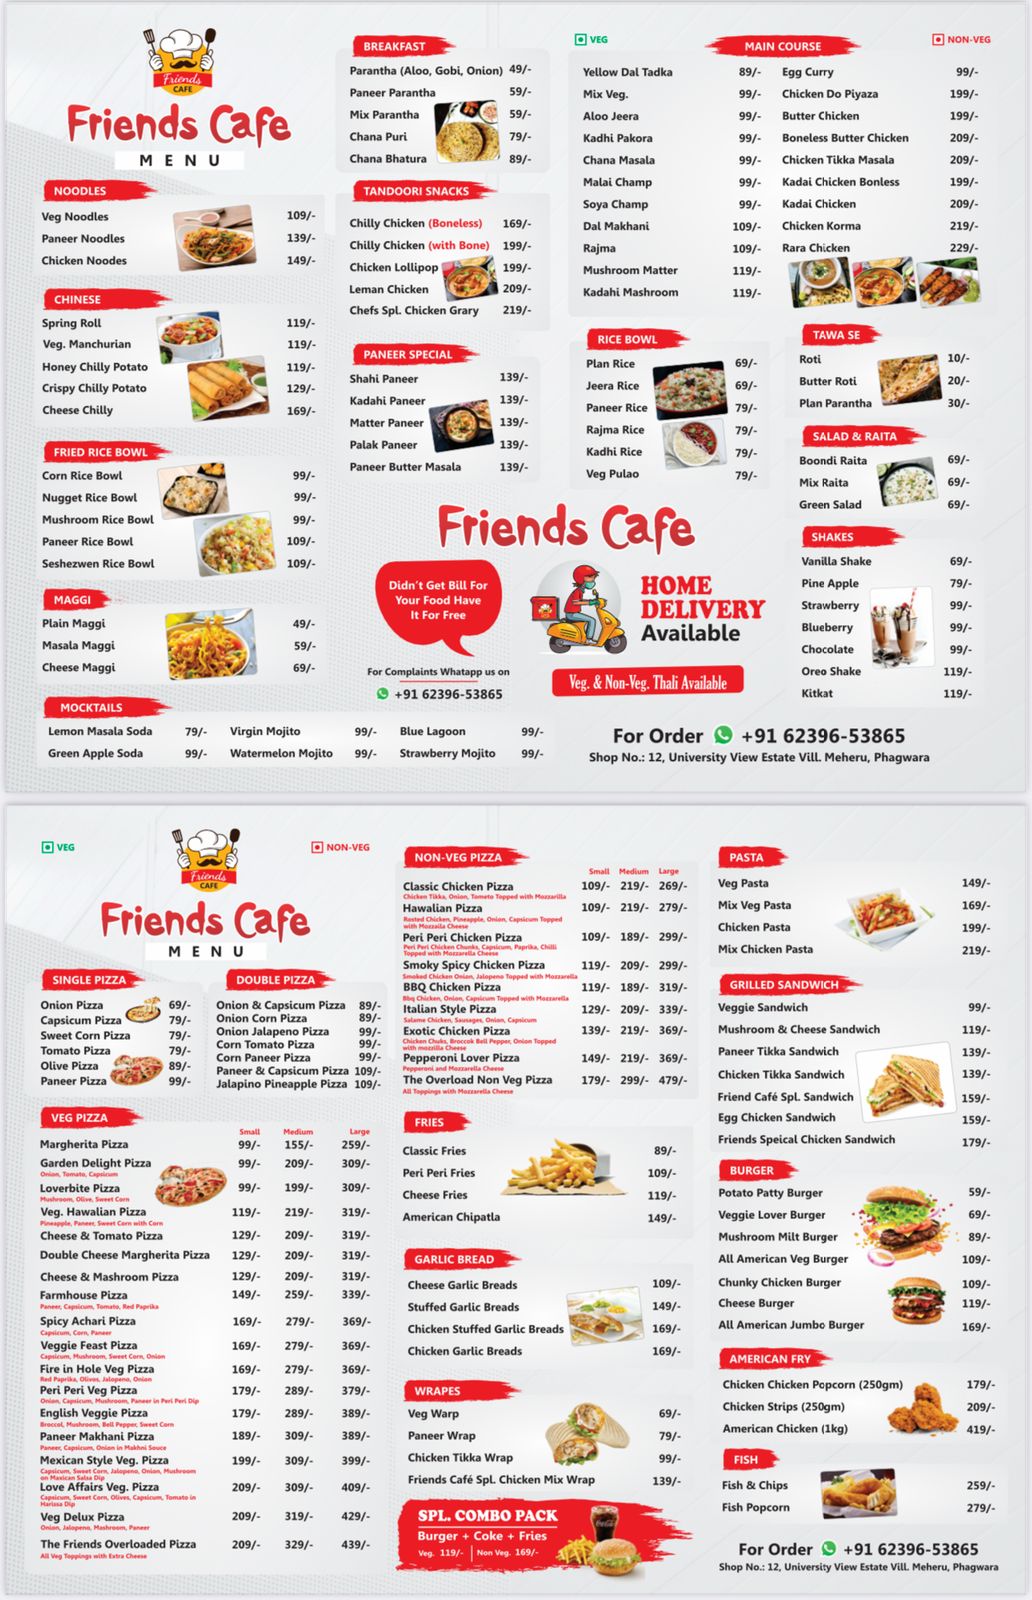 Friends
CAFE
Friends Cafe
MENU
NOODLES
Veg Noodles 109/-
Paneer Noodles 139/-
Chicken Noodes 149/-
CHINESE
Spring Roll 119/-
Veg. Manchurian 119/-
Honey Chilly Potato 119/-
Crispy Chilly Potato 129/-
Cheese Chilly 169/-
FRIED RICE BOWL
Corn Rice Bowl 99/-
Nugget Rice Bowl 99/-
Mushroom Rice Bowl 99/-
Paneer Rice Bowl 109/-
Seshezwen Rice Bowl 109/-
MAGGI
Plain Maggi 49/-
Masala Maggi 59/-
Cheese Maggi 69/-
MOCKTAILS
Lemon Masala Soda 79/- Virgin Mojito 99/- Blue Lagoon 99/-
Green Apple Soda 99/- Watermelon Mojito 99/- Strawberry Mojito 99/-
BREAKFAST
Parantha (Aloo, Gobi, Onion) 49/-
Paneer Parantha 59/-
Mix Parantha 59/-
Chana Puri 79/-
Chana Bhatura 89/-
TANDOORI SNACKS
Chilly Chicken (Boneless) 169/-
Chilly Chicken (with Bone) 199/-
Chicken Lollipop 199/-
Leman Chicken 209/-
Chefs Spl. Chicken Grary 219/-
PANEER SPECIAL
Shahi Paneer 139/-
Kadahi Paneer 139/-
Matter Paneer 139/-
Palak Paneer 139/-
Paneer Butter Masala 139/-
VEG MAIN COURSE NON-VEG
Yellow Dal Tadka 89/- Egg Curry 99/-
Mix Veg. 99/- Chicken Do Piyaza 199/-
Aloo Jeera 99/- Butter Chicken 199/-
Kadhi Pakora 99/- Boneless Butter Chicken 209/-
Chana Masala 99/- Chicken Tikka Masala 209/-
Malai Champ 99/- Kadai Chicken Bonless 199/-
Soya Champ 99/- Kadai Chicken 209/-
Dal Makhani 109/- Chicken Korma 219/-
Rajma 109/- Rara Chicken 229/-
Mushroom Matter 119/-
Kadahi Mashroom 119/-
RICE BOWL
Plan Rice 69/-
Jeera Rice 69/-
Paneer Rice 79/-
Rajma Rice 79/-
Kadhi Rice 79/-
Veg Pulao 79/-
TAWA SE
Roti 10/-
Butter Roti 20/-
Plan Parantha 30/-
SALAD & RAITA
Boondi Raita 69/-
Mix Raita 69/-
Green Salad 69/-
SHAKES
Vanilla Shake 69/-
Pine Apple 79/-
Strawberry 99/-
Blueberry 99/-
Chocolate 99/-
Oreo Shake 119/-
Kitkat 119/-
Friends Cafe
Didn't Get Bill For
Your Food Have
It For Free
For Complaints Whatapp us on
+91 62396-53865
HOME
DELIVERY
Available
Veg. & Non-Veg. Thali Available
For Order +91 62396-53865
Shop No.: 12, University View Estate Vill. Meheru, Phagwara
VEG NON-VEG
Friends
CAFE
Friends Cafe
MENU
SINGLE PIZZA
Onion Pizza 69/-
Capsicum Pizza 79/-
Sweet Corn Pizza 79/-
Tomato Pizza 79/-
Olive Pizza 89/-
Paneer Pizza 99/-
DOUBLE PIZZA
Onion & Capsicum Pizza 89/-
Onion Corn Pizza 89/-
Onion Jalapeno Pizza 99/-
Corn Tomato Pizza 99/-
Corn Paneer Pizza 99/-
Paneer & Capsicum Pizza 109/-
Jalapino Pineapple Pizza 109/-
VEG PIZZA
Small Medium Large
Margherita Pizza 99/- 155/- 259/-
Garden Delight Pizza 99/- 209/- 309/-
Onion, Tomato, Capsicum
Loverbite Pizza 99/- 199/- 309/-
Mushroom, Olive, Sweet Corn
Veg. Hawalian Pizza 119/- 219/- 319/-
Pineapple, Paneer, Sweet Corn with Corn
Cheese & Tomato Pizza 129/- 209/- 319/-
Double Cheese Margherita Pizza 129/- 209/- 319/-
Cheese & Mashroom Pizza 129/- 209/- 319/-
Farmhouse Pizza 149/- 259/- 339/-
Paneer, Capsicum, Tomato, Red Paprika
Spicy Achari Pizza 169/- 279/- 369/-
Capsicum, Corn, Paneer
Veggie Feast Pizza 169/- 279/- 369/-
Capsicum, Mushroom, Sweet Corn, Onion
Fire in Hole Veg Pizza 169/- 279/- 369/-
Red Paprika, Olivos, Jalopeno, Onion
Peri Peri Veg Pizza 179/- 289/- 379/-
Onion, Capsicum, Mushroom, Paneer in Peri Peri Dip
English Veggie Pizza 179/- 289/- 389/-
Broccol, Mushroom, Bell Pepper, Sweet Corn
Paneer Makhani Pizza 189/- 309/- 389/-
Paneer, Capsicum, Onion in Makhni Souce
Mexican Style Veg. Pizza 199/- 309/- 399/-
Capsicum, Sweet Corn, Jalopeno, Onion, Mushroom
on Maxican Salsa Dip
Love Affairs Veg. Pizza 209/- 309/- 409/-
Capsicum, Sweet Corn, Olives, Capsicum, Tomato in
Harissa Dip
Veg Delux Pizza 209/- 319/- 429/-
Onion, Jalopeno, Mashroom, Paneer
The Friends Overloaded Pizza 209/- 329/- 439/-
All Veg Toppings with Extra Cheese
NON-VEG PIZZA
Small Medium Large
Classic Chicken Pizza 109/- 219/- 269/-
Chicken Tikka, Onion, Tometo Topped with Mozzarilla
Hawalian Pizza 109/- 219/- 279/-
Rosted Chicken, Pineapple, Onion, Capsicum Topped
with Mozzaila Cheese
Peri Peri Chicken Pizza 109/- 189/- 299/-
Peri Peri Chicken Chunks, Capsicum, Paprika, Chilli
Topped with Mozzarella Cheese
Smoky Spicy Chicken Pizza 119/- 209/- 299/-
Smoked Chicken Onion, Jalopeno Topped with Mozzarella
BBQ Chicken Pizza 119/- 189/- 319/-
Bbq Chicken, Onion, Capsicum Topped with Mozzarella
Italian Style Pizza 129/- 209/- 339/-
Salame Chicken, Sausages, Onion, Capsicum
Exotic Chicken Pizza 139/- 219/- 369/-
Chicken Chuks, Broccok Bell Pepper, Onion Topped
with mozzilla Cheese
Pepperoni Lover Pizza 149/- 219/- 369/-
Pepperoni and Mozzarella Cheese
The Overload Non Veg Pizza 179/- 299/- 479/-
All Toppings with Mozzarella Cheese
FRIES
Classic Fries 89/-
Peri Peri Fries 109/-
Cheese Fries 119/-
American Chipatla 149/-
GARLIC BREAD
Cheese Garlic Breads 109/-
Stuffed Garlic Breads 149/-
Chicken Stuffed Garlic Breads 169/-
Chicken Garlic Breads 169/-
WRAPES
Veg Warp 69/-
Paneer Wrap 79/-
Chicken Tikka Wrap 99/-
Friends Café Spl. Chicken Mix Wrap 139/-
SPL. COMBO PACK
Burger + Coke + Fries
Veg. 119/- Non Veg. 169/-
PASTA
Veg Pasta 149/-
Mix Veg Pasta 169/-
Chicken Pasta 199/-
Mix Chicken Pasta 219/-
GRILLED SANDWICH
Veggie Sandwich 99/-
Mushroom & Cheese Sandwich 119/-
Paneer Tikka Sandwich 139/-
Chicken Tikka Sandwich 139/-
Friend Café Spl. Sandwich 159/-
Egg Chicken Sandwich 159/-
Friends Speical Chicken Sandwich 179/-
BURGER
Potato Patty Burger 59/-
Veggie Lover Burger 69/-
Mushroom Milt Burger 89/-
All American Veg Burger 109/-
Chunky Chicken Burger 109/-
Cheese Burger 119/-
All American Jumbo Burger 169/-
AMERICAN FRY
Chicken Chicken Popcorn (250gm) 179/-
Chicken Strips (250gm) 209/-
American Chicken (1kg) 419/-
FISH
Fish & Chips 259/-
Fish Popcorn 279/-
For Order +91 62396-53865
Shop No.: 12, University View Estate Vill. Meheru, Phagwara